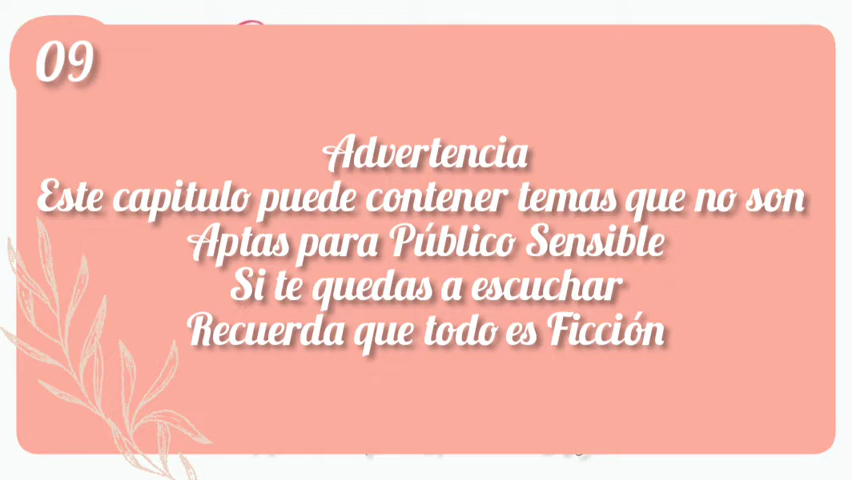 09
Advertencia
Este capitulo puede contener temas que no son
Aptas para Público Sensible
Si te quedas a escuchar
Recuerda que todo es Ficción